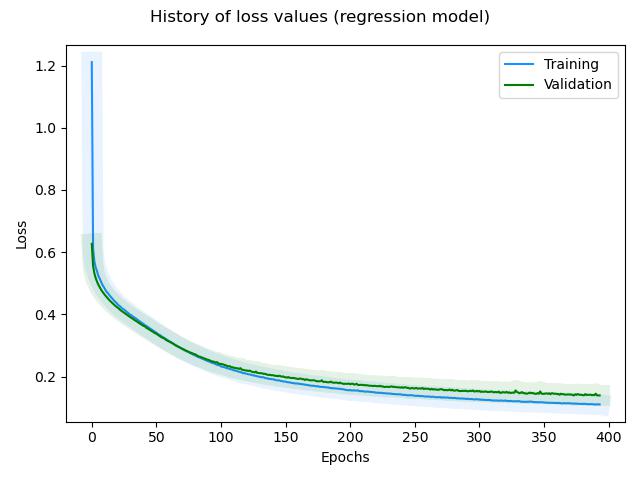 History of loss values (regression model)
Training
Validation
1.2
1.0
0.8
0.6
0.4
0.2
Loss
0 50 100 150 200 250 300 350 400
Epochs